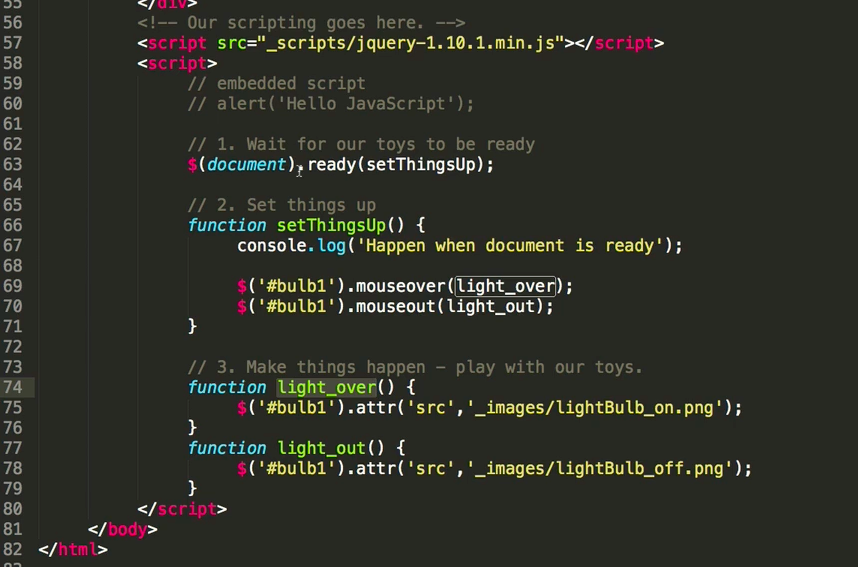 55 </div>
56 <!-- Our scripting goes here. -->
57 <script src="_scripts/jquery-1.10.1.min.js"></script>
58 <script>
59 // embedded script
60 // alert('Hello JavaScript');
61
62 // 1. Wait for our toys to be ready
63 $(document).ready(setThingsUp);
64
65 // 2. Set things up
66 function setThingsUp() {
67 console.log('Happen when document is ready');
68
69 $('#bulb1').mouseover(light_over);
70 $('#bulb1').mouseout(light_out);
71 }
72
73 // 3. Make things happen – play with our toys.
74 function light_over() {
75 $('#bulb1').attr('src','_images/lightBulb_on.png');
76 }
77 function light_out() {
78 $('#bulb1').attr('src','_images/lightBulb_off.png');
79 }
80 </script>
81 </body>
82 </html>